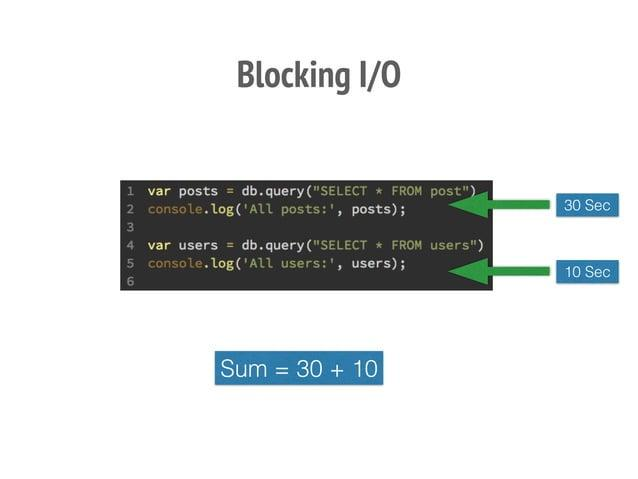 Blocking I/O
1 var posts = db.query("SELECT * FROM post")
2 console.log('All posts:', posts);
30 Sec
3
4 var users = db.query("SELECT * FROM users")
5 console.log('All users:', users);
10 Sec
6
Sum = 30 + 10